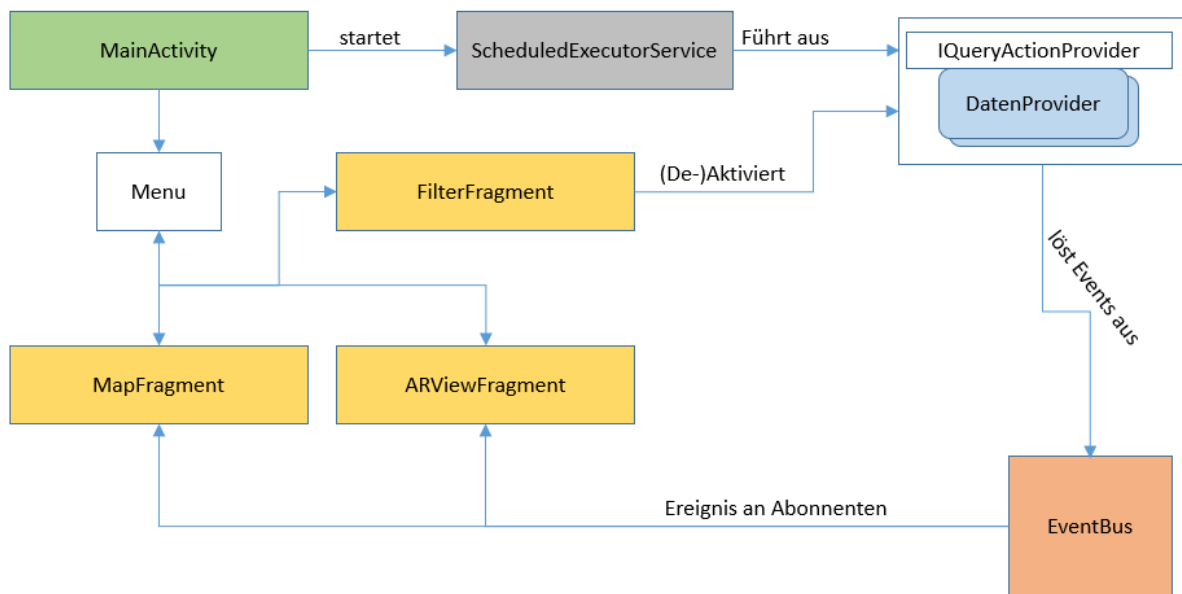 MainActivity
startet
ScheduledExecutorService
Führt aus
IQueryActionProvider
DatenProvider
Menu
FilterFragment
(De-)Aktiviert
löst Events aus
MapFragment
ARViewFragment
Ereignis an Abonnenten
EventBus